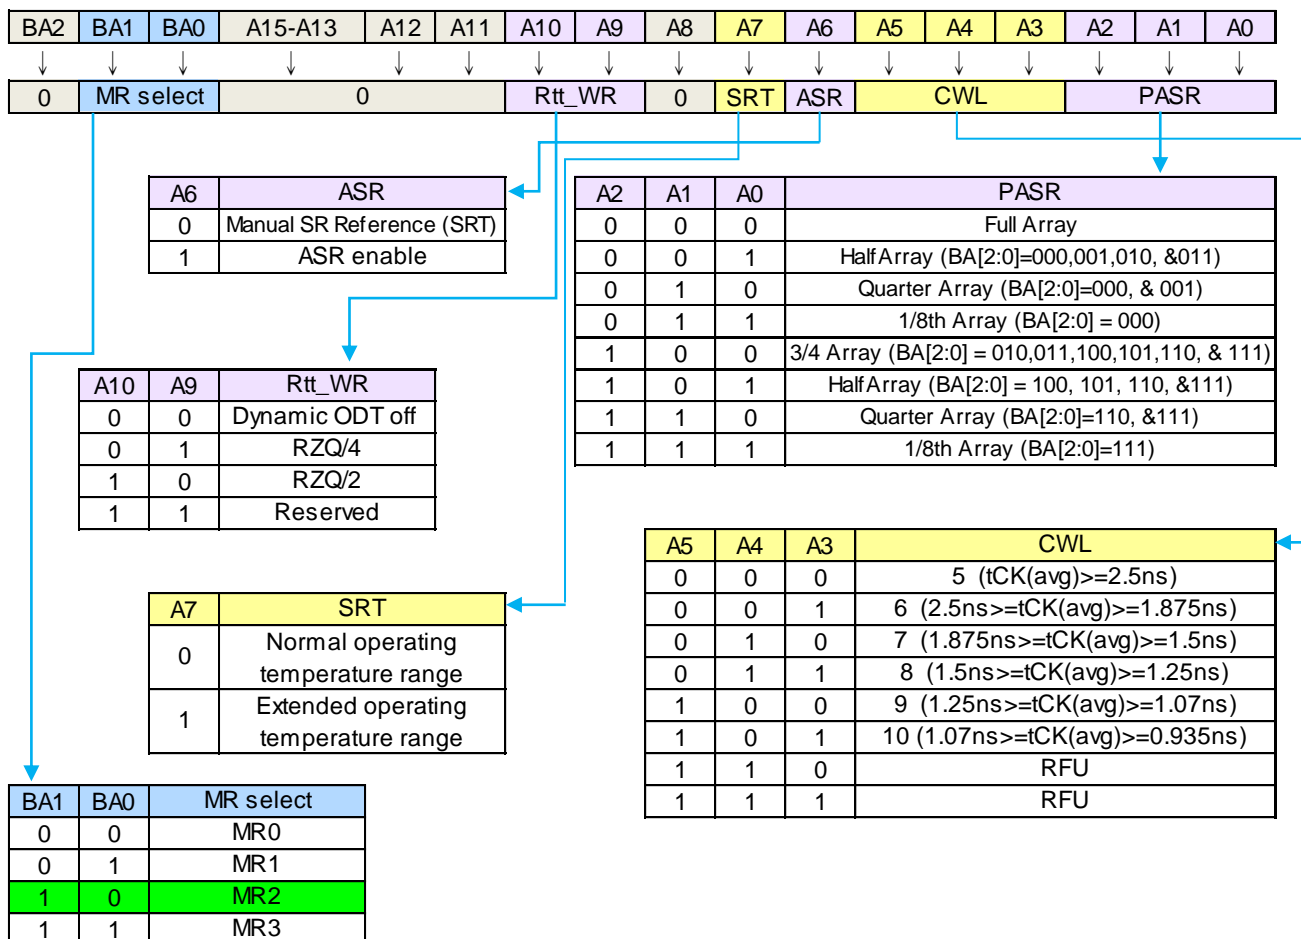 BA2 BA1 BA0 A15-A13 A12 A11 A10 A9 A8 A7 A6 A5 A4 A3 A2 A1 A0
0 MR select 0 Rtt_WR 0 SRT ASR CWL PASR
A6 ASR
0 Manual SR Reference (SRT)
1 ASR enable
A2 A1 A0 PASR
0 0 0 Full Array
0 0 1 Half Array (BA[2:0]=000,001,010, &011)
0 1 0 Quarter Array (BA[2:0]=000, & 001)
0 1 1 1/8th Array (BA[2:0] = 000)
1 0 0 3/4 Array (BA[2:0] = 010,011,100,101,110, & 111)
1 0 1 Half Array (BA[2:0] = 100, 101, 110, &111)
1 1 0 Quarter Array (BA[2:0]=110, &111)
1 1 1 1/8th Array (BA[2:0]=111)
A10 A9 Rtt_WR
0 0 Dynamic ODT off
0 1 RZQ/4
1 0 RZQ/2
1 1 Reserved
A5 A4 A3 CWL
0 0 0 5 (tCK(avg)>=2.5ns)
0 0 1 6 (2.5ns>=tCK(avg)>=1.875ns)
0 1 0 7 (1.875ns>=tCK(avg)>=1.5ns)
0 1 1 8 (1.5ns>=tCK(avg)>=1.25ns)
1 0 0 9 (1.25ns>=tCK(avg)>=1.07ns)
1 0 1 10 (1.07ns>=tCK(avg)>=0.935ns)
1 1 0 RFU
1 1 1 RFU
A7 SRT
0 Normal operating
temperature range
1 Extended operating
temperature range
BA1 BA0 MR select
0 0 MR0
0 1 MR1
1 0 MR2
1 1 MR3